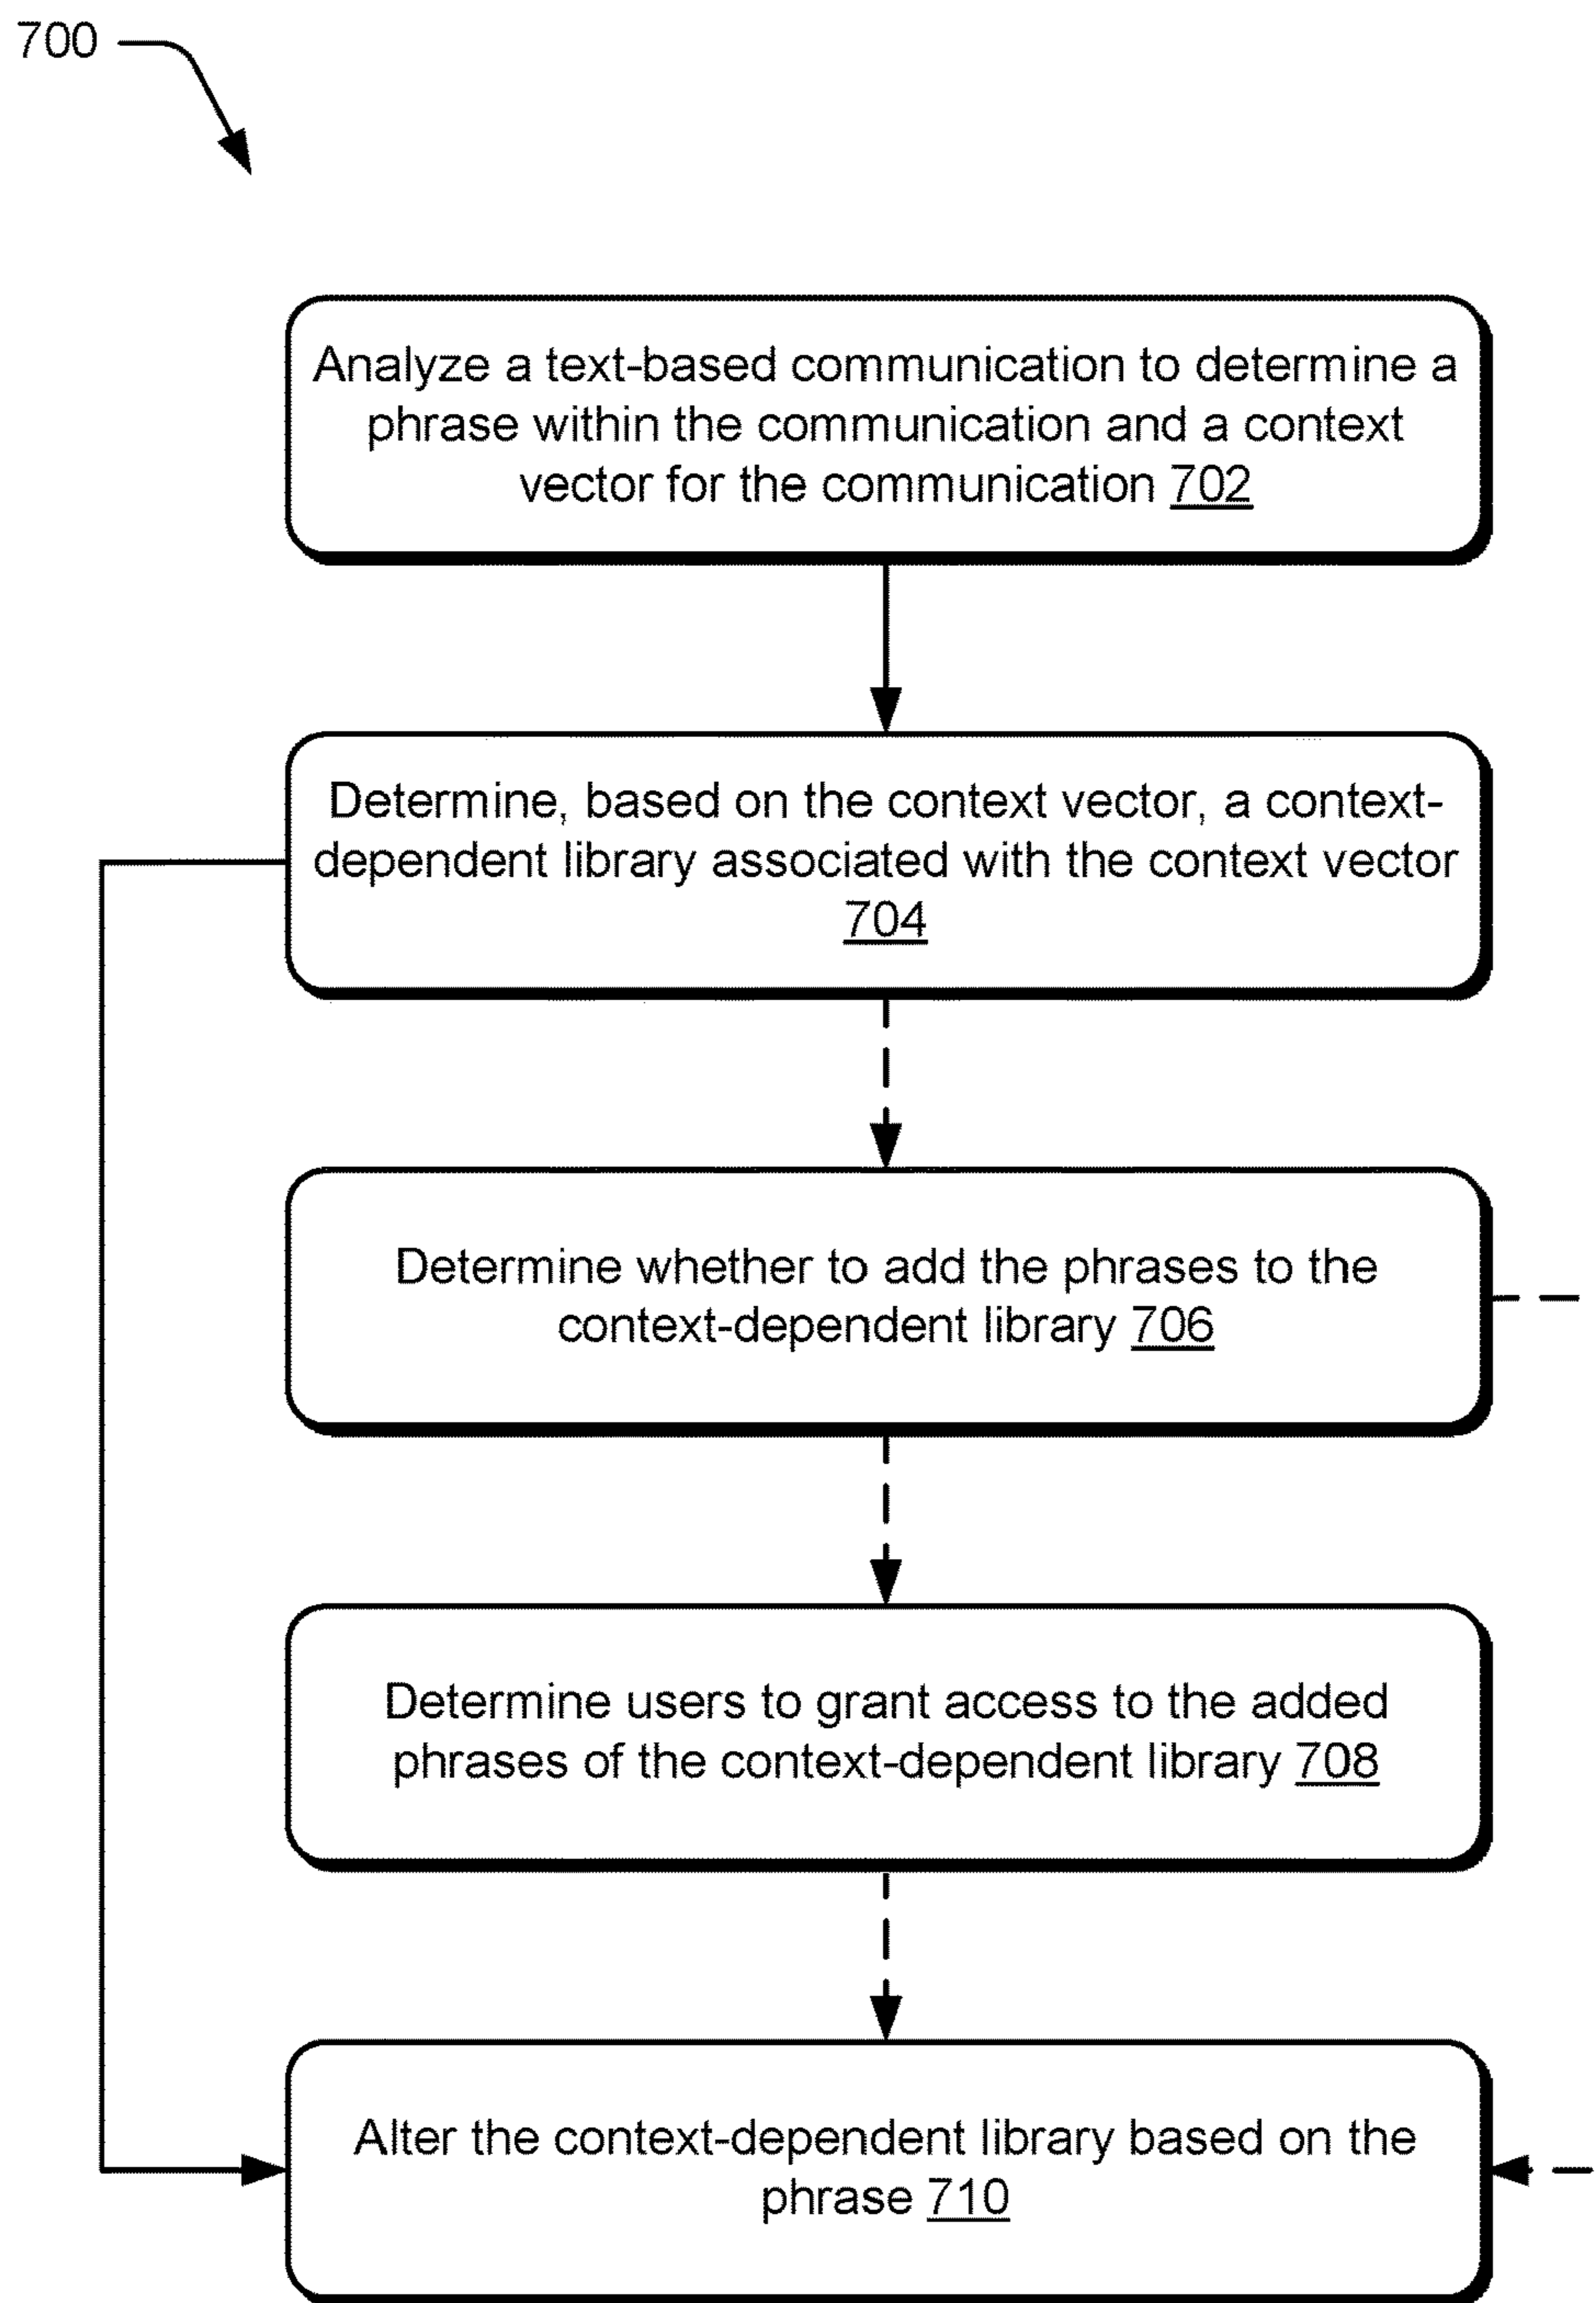 700
Analyze a text-based communication to determine a
phrase within the communication and a context
vector for the communication 702
Determine, based on the context vector, a context-
dependent library associated with the context vector
704
Determine whether to add the phrases to the
context-dependent library 706
Determine users to grant access to the added
phrases of the context-dependent library 708
Alter the context-dependent library based on the
phrase 710